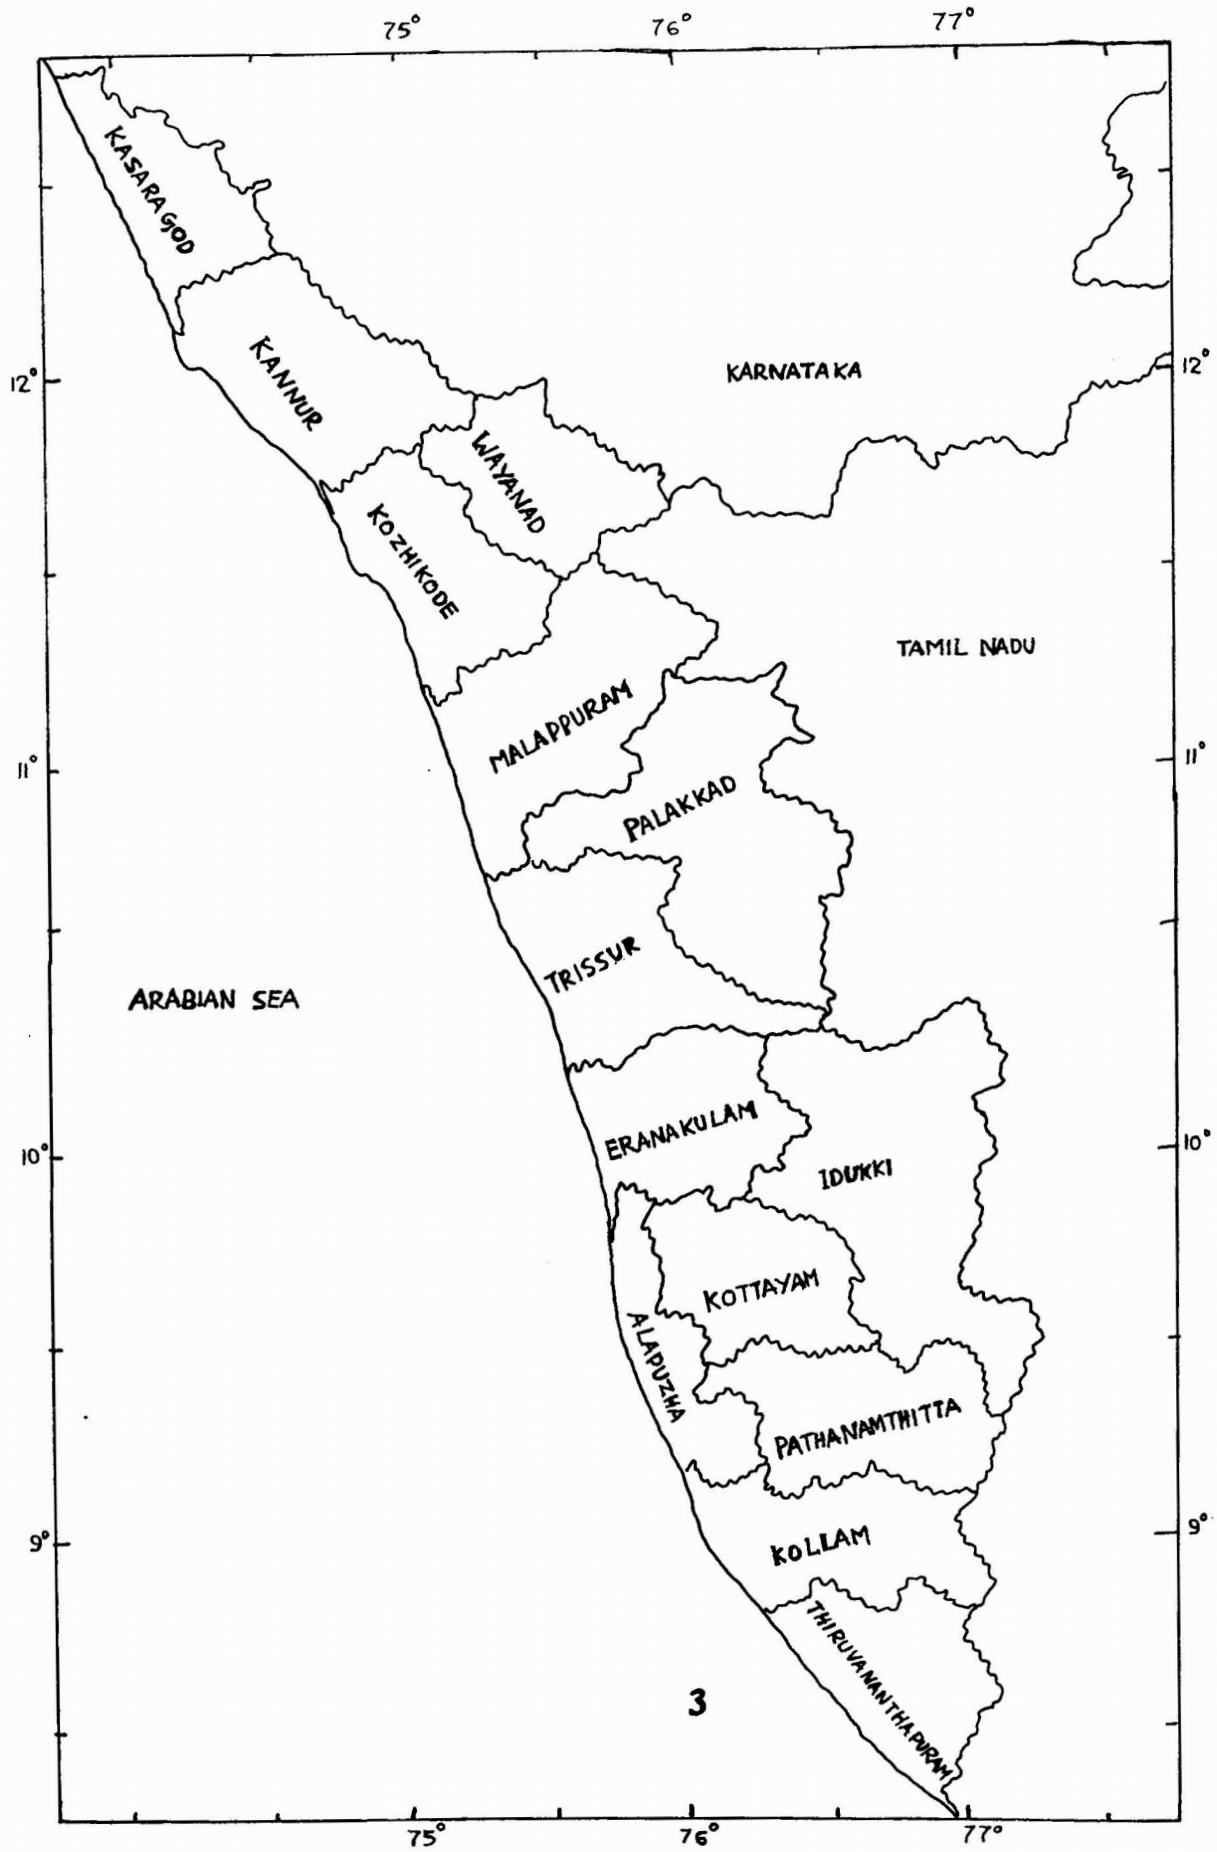 75°
76°
77°
KASARAGOD
KANNUR
12°
KARNATAKA
12°
WAYANAD
KOZHIKODE
TAMIL NADU
MALAPPURAM
11°
11°
PALAKKAD
TRISSUR
ARABIAN SEA
ERANAKULAM
10°
10°
IDUKKI
KOTTAYAM
ALAPUZHA
PATHANAMTHITTA
9°
KOLLAM
9°
THIRUVANANTHAPURAM
3
75°
76°
77°